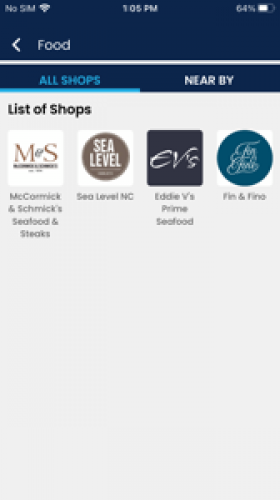 No SIM 1:05 PM 64%
Food
ALL SHOPS NEAR BY
List of Shops
M&S
McCORMICK & SCHMICK'S
SEA
LEVEL
EV's
Fin
& Fino
McCormick
& Schmick's
Seafood &
Steaks
Sea Level NC
Eddie V's
Prime
Seafood
Fin & Fino